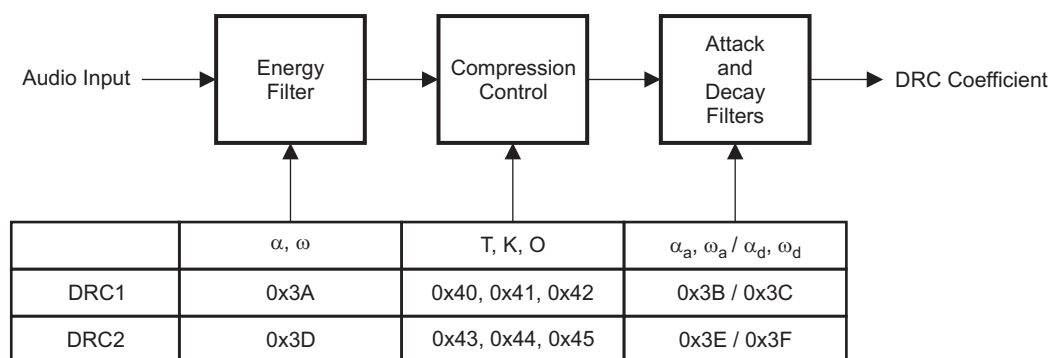 Audio Input
Energy
Filter
Compression
Control
Attack
and
Decay
Filters
DRC Coefficient
α, ω
T, K, O
αa, ωa / αd, ωd
DRC1
0x3A
0x40, 0x41, 0x42
0x3B / 0x3C
DRC2
0x3D
0x43, 0x44, 0x45
0x3E / 0x3F